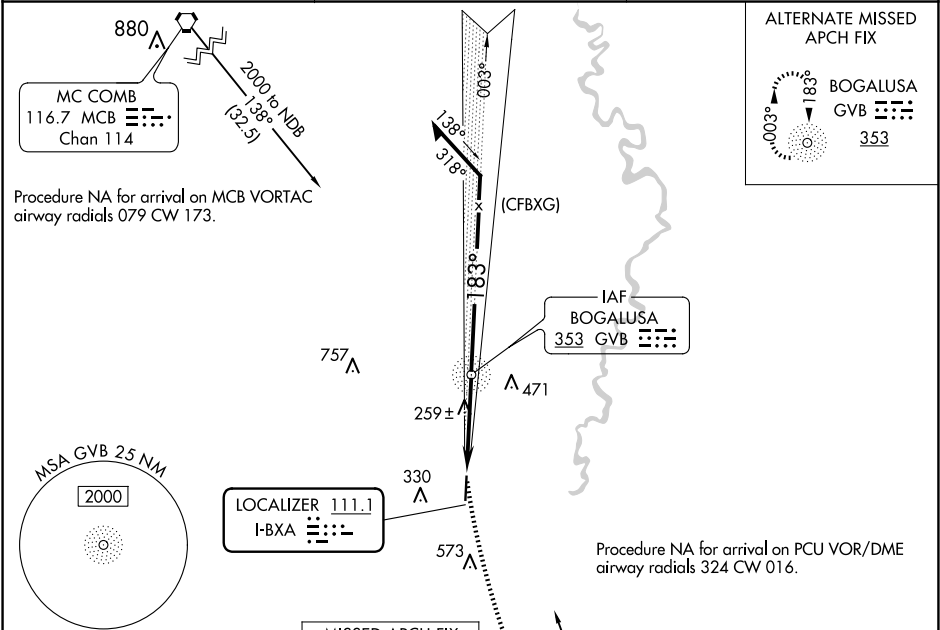 880
MC COMB
116.7 MCB
Chan 114
2000 to NDB
138°
(32.5)
Procedure NA for arrival on MCB VORTAC
airway radials 079 CW 173.
003°
138°
318°
(CFBXG)
183°
ALTERNATE MISSED
APCH FIX
003°
183°
BOGALUSA
GVB
353
IAF
BOGALUSA
353 GVB
757
471
259±
MSA GVB 25 NM
2000
330
LOCALIZER 111.1
I-BXA
573
Procedure NA for arrival on PCU VOR/DME
airway radials 324 CW 016.
MISSED APCH FIX